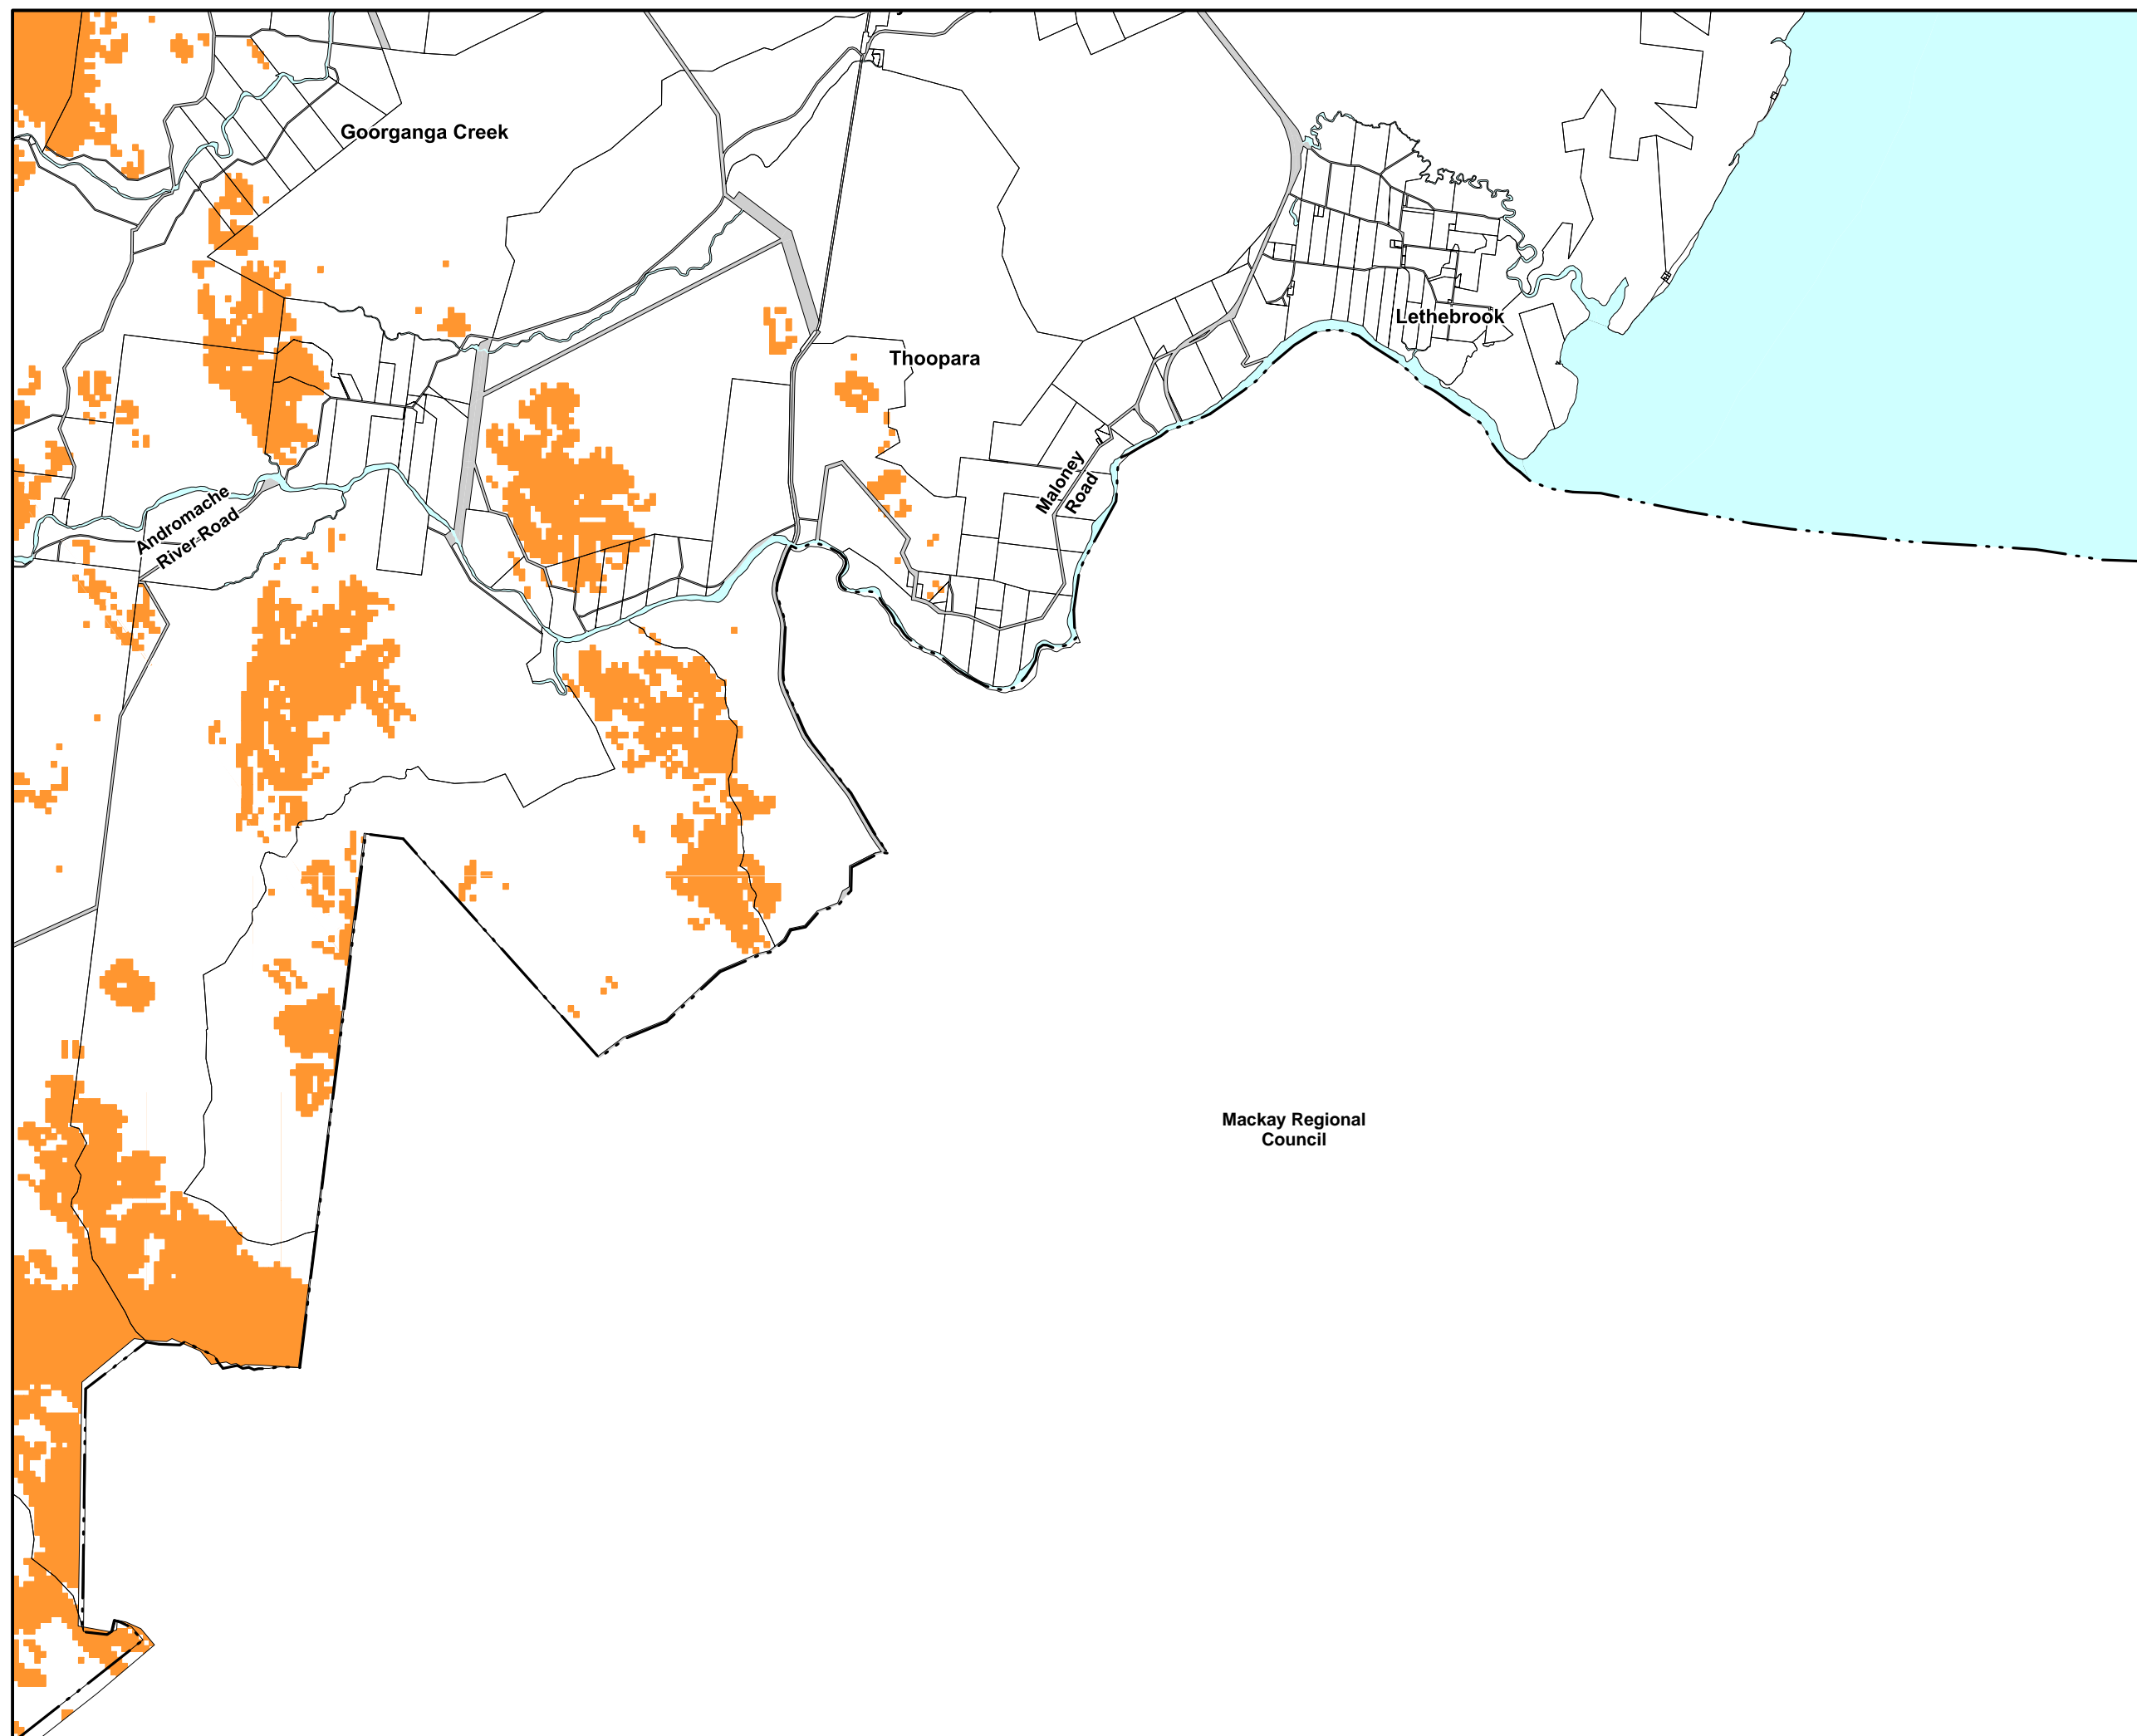 Goorganga Creek
Lethebrook
Thoopara
Maloney
Road
Andromache
River Road
Mackay Regional
Council